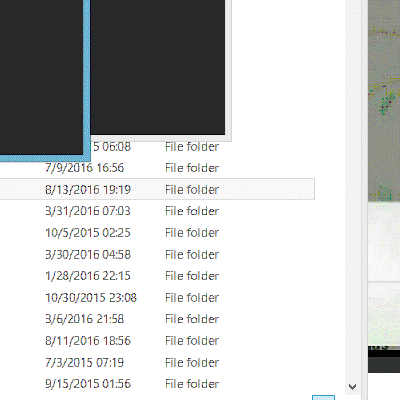 5 06:08 File folder
7/9/2016 16:56 File folder
8/13/2016 19:19 File folder
3/31/2016 07:03 File folder
10/5/2015 02:25 File folder
3/30/2016 04:58 File folder
1/28/2016 22:15 File folder
10/30/2015 23:08 File folder
3/6/2016 21:58 File folder
8/11/2016 18:56 File folder
7/3/2015 07:19 File folder
9/15/2015 01:56 File folder